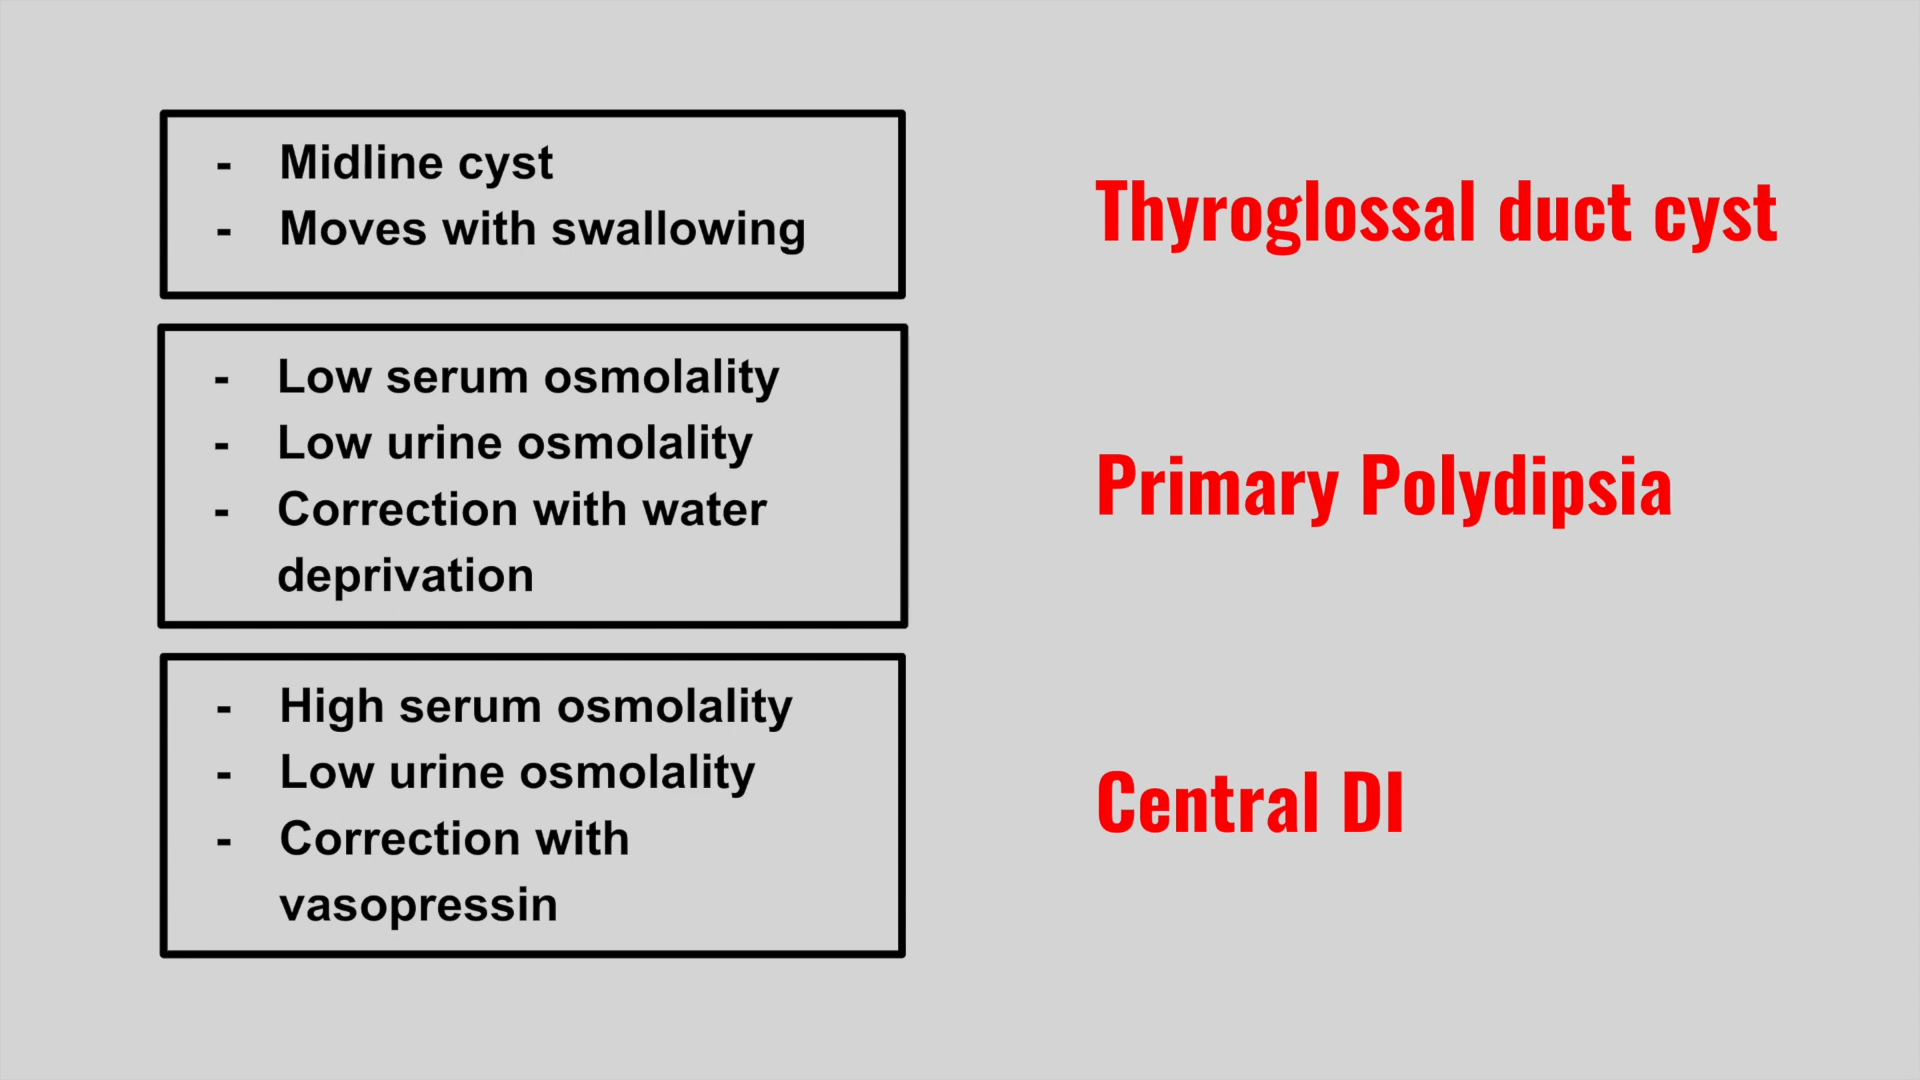 - Midline cyst
- Moves with swallowing
Thyroglossal duct cyst
- Low serum osmolality
- Low urine osmolality
- Correction with water
deprivation
Primary Polydipsia
- High serum osmolality
- Low urine osmolality
- Correction with
vasopressin
Central DI